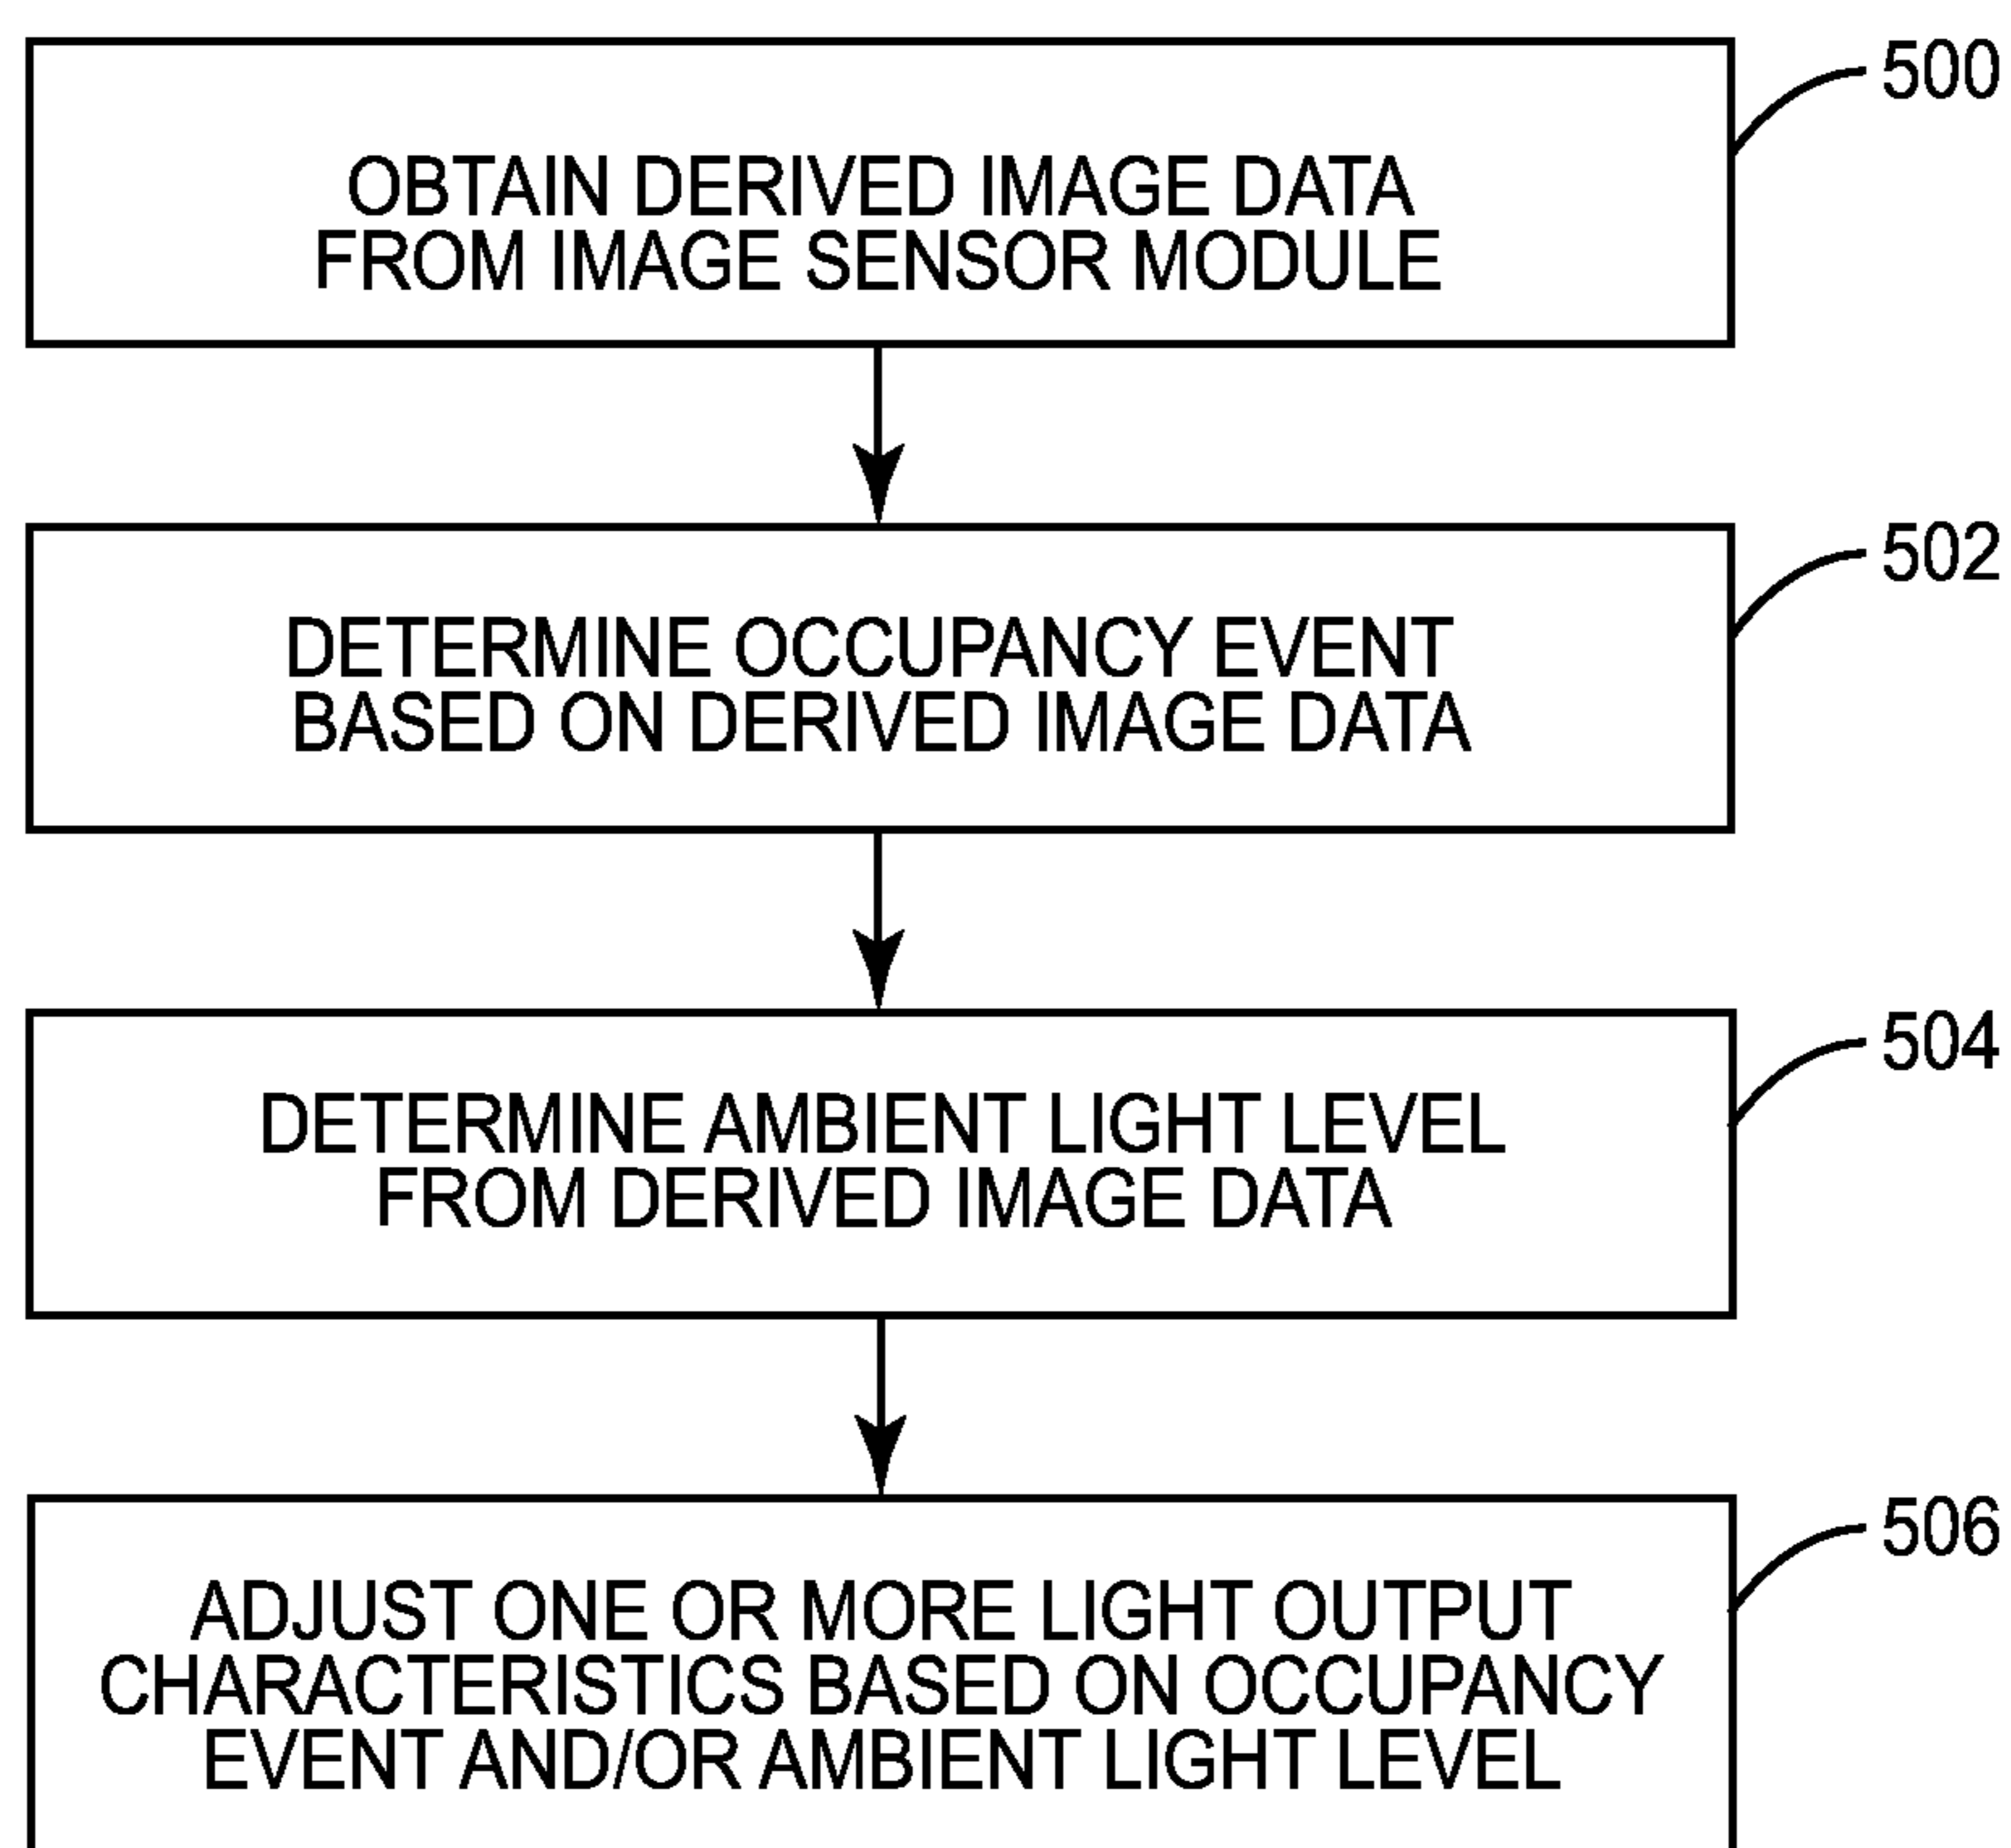 500
OBTAIN DERIVED IMAGE DATA
FROM IMAGE SENSOR MODULE
502
DETERMINE OCCUPANCY EVENT
BASED ON DERIVED IMAGE DATA
504
DETERMINE AMBIENT LIGHT LEVEL
FROM DERIVED IMAGE DATA
506
ADJUST ONE OR MORE LIGHT OUTPUT
CHARACTERISTICS BASED ON OCCUPANCY
EVENT AND/OR AMBIENT LIGHT LEVEL